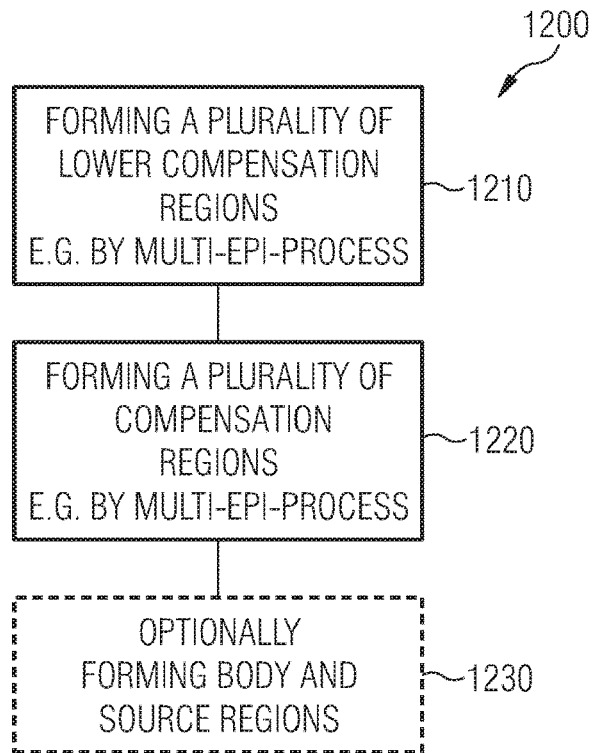 1200
FORMING A PLURALITY OF
LOWER COMPENSATION
REGIONS
E.G. BY MULTI-EPI-PROCESS
1210
FORMING A PLURALITY OF
COMPENSATION
REGIONS
E.G. BY MULTI-EPI-PROCESS
1220
OPTIONALLY
FORMING BODY AND
SOURCE REGIONS
1230